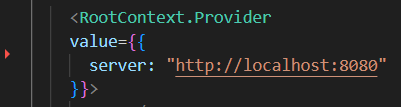 <RootContext.Provider
value={{
server: "http://localhost:8080"
}}>